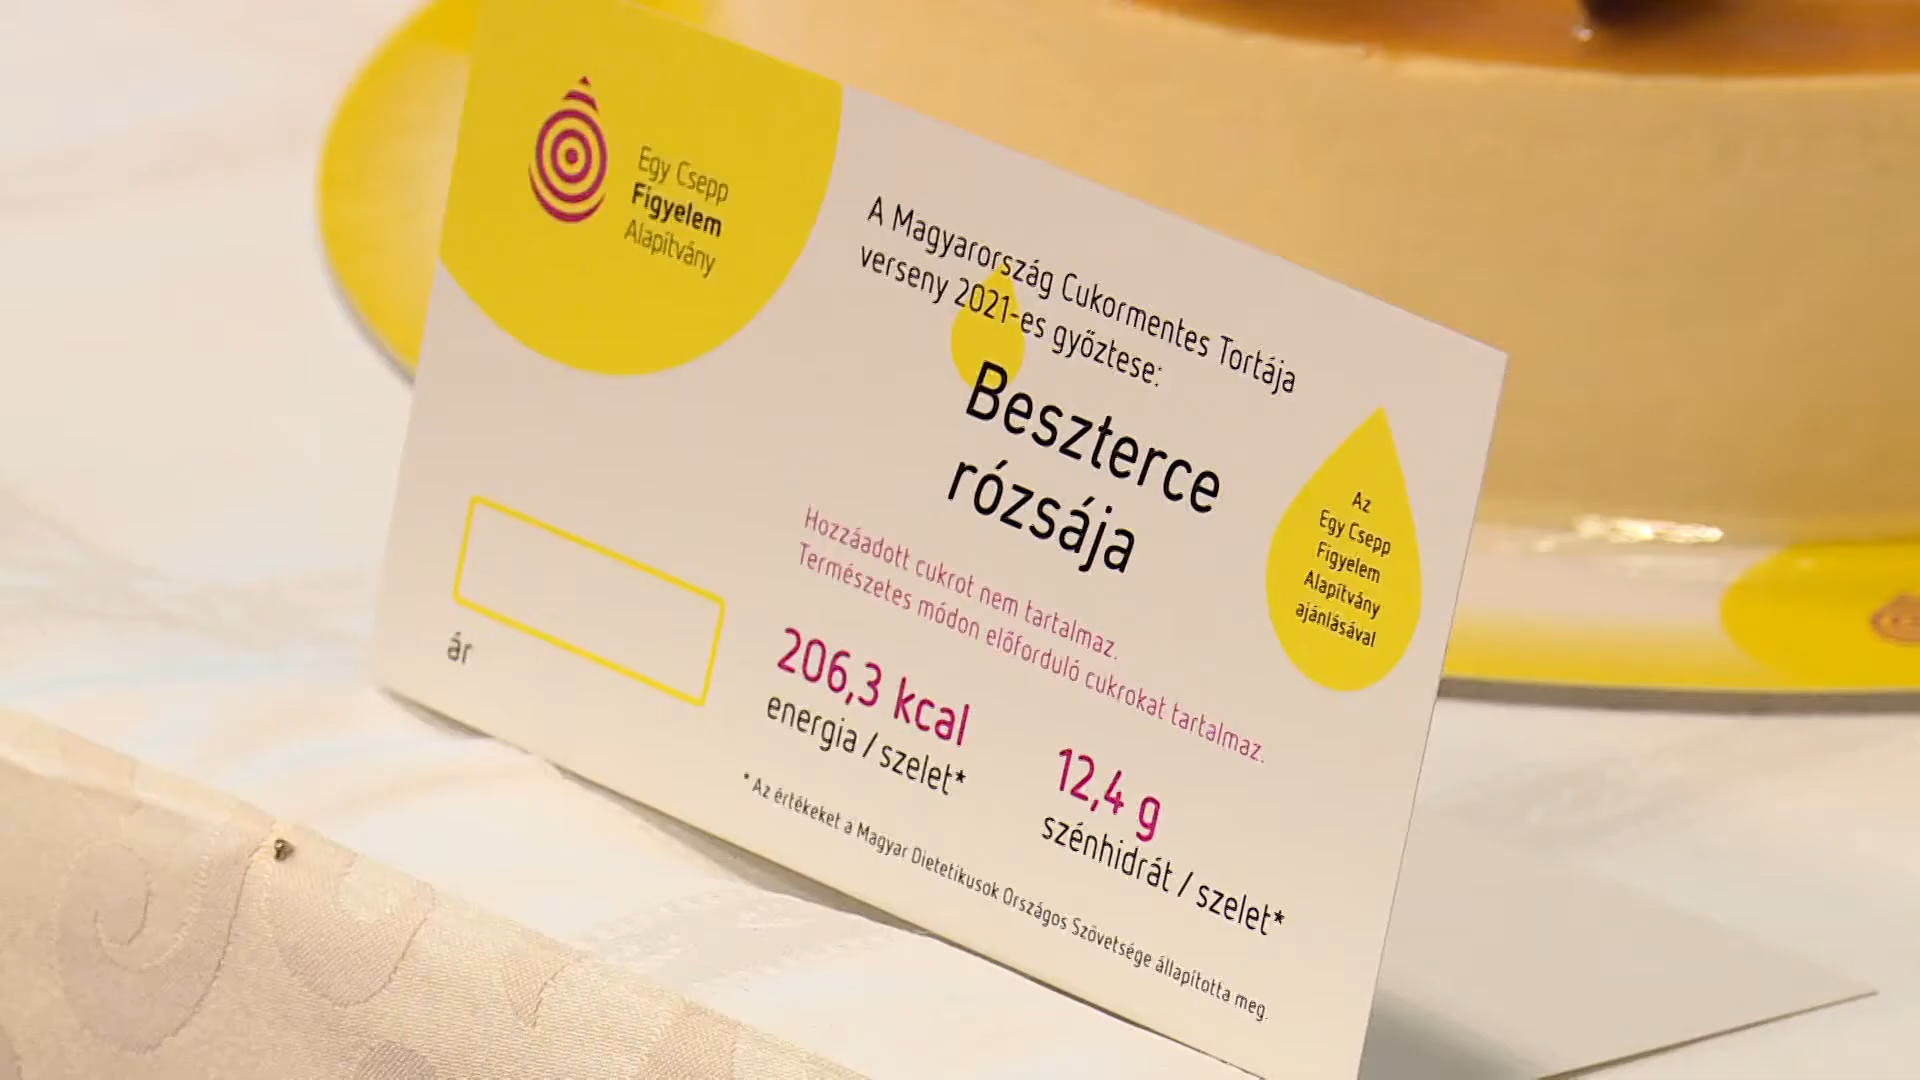 Egy Csepp
Figyelem
Alapítvány
A Magyarország Cukormentes Tortája
verseny 2021-es győztese:
Beszterce
rózsája
Hozzáadott cukrot nem tartalmaz.
Természetes módon előforduló cukrokat tartalmaz.
206,3 kcal
energia / szelet*
12,4 g
szénhidrát / szelet*
*Az értékeket a Magyar Dietetikusok Országos Szövetsége állapította meg.
ár
Az
Egy Csepp
Figyelem
Alapítvány
ajánlásával